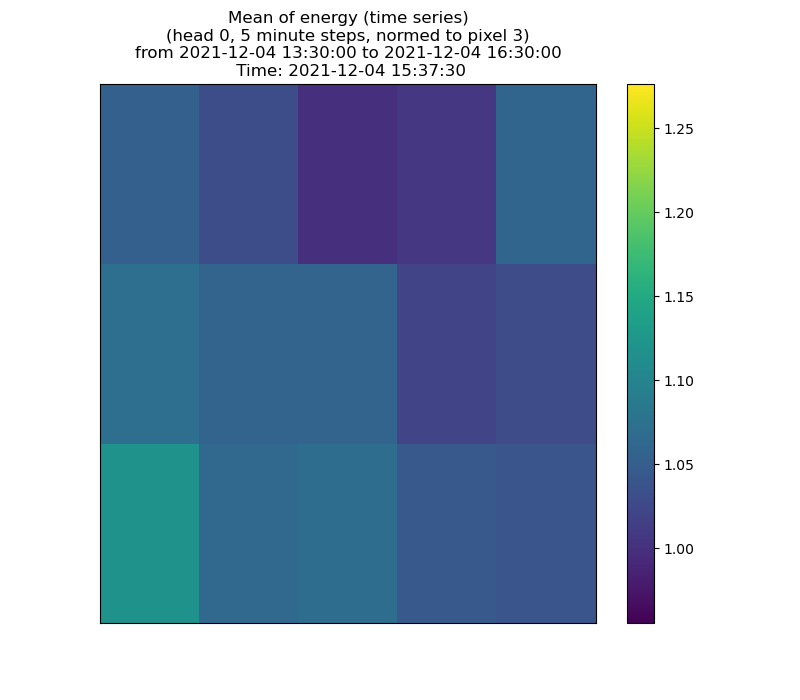 Mean of energy (time series)
(head 0, 5 minute steps, normed to pixel 3)
from 2021-12-04 13:30:00 to 2021-12-04 16:30:00
Time: 2021-12-04 15:37:30
1.25
1.20
1.15
1.10
1.05
1.00